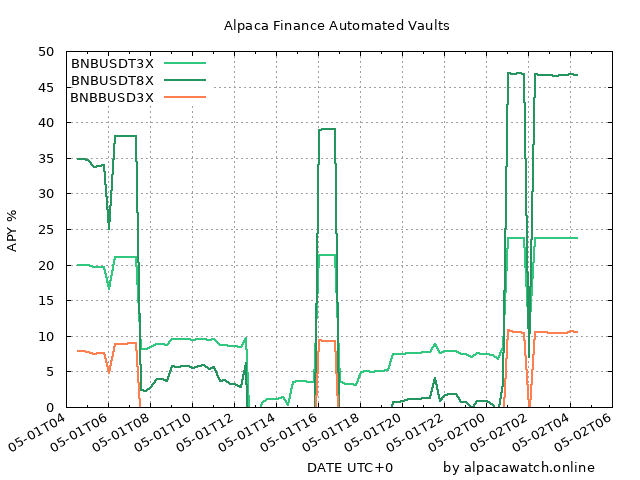 Alpaca Finance Automated Vaults
BNBUSDT3X
BNBUSDT8X
BNBBUSD3X
50
45
40
35
30
25
20
15
10
5
0
APY %
05-01T04
05-01T06
05-01T08
05-01T10
05-01T12
05-01T14
05-01T16
05-01T18
05-01T20
05-01T22
05-02T00
05-02T02
05-02T04
05-02T06
DATE UTC+0
by alpacawatch.online